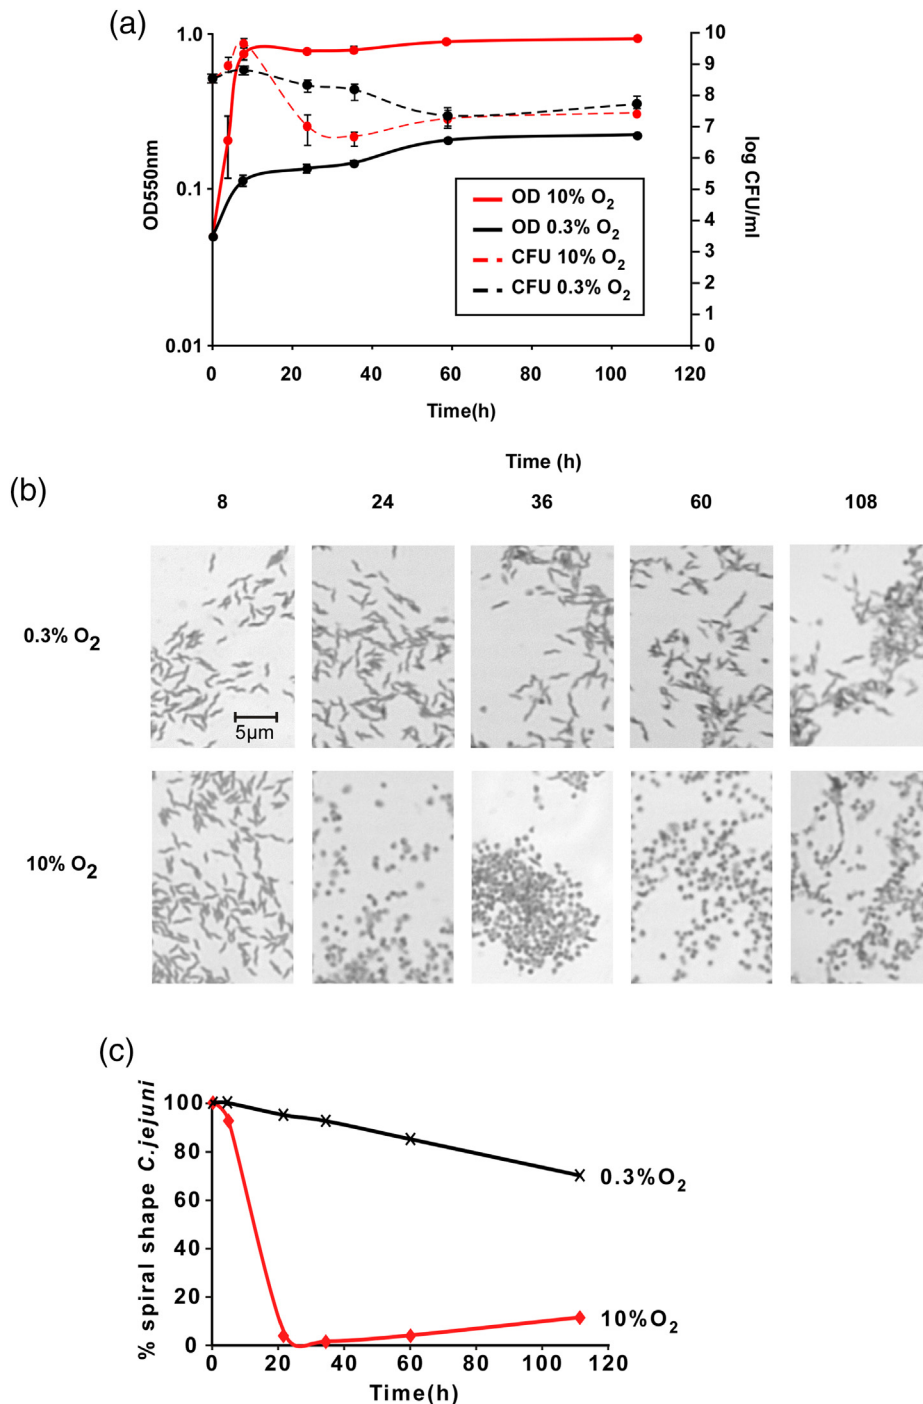 (a)
1.0
0.1
0.01
OD550nm
10
9
8
7
6
5
4
3
2
1
0
log CFU/ml
OD 10% O2
OD 0.3% O2
CFU 10% O2
CFU 0.3% O2
0 20 40 60 80 100 120
Time(h)
(b)
Time (h)
8 24 36 60 108
0.3% O2
5µm
10% O2
(c)
% spiral shape C.jejuni
100
80
60
40
20
0
0.3%O2
10%O2
0 20 40 60 80 100 120
Time(h)